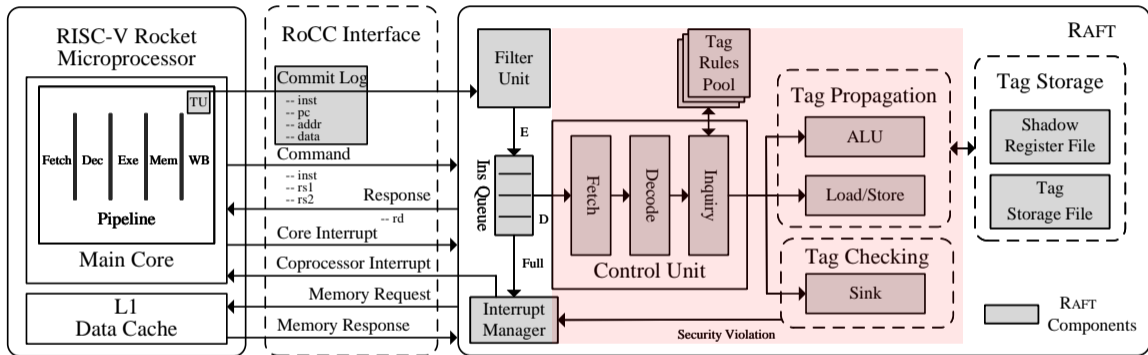 RISC-V Rocket
Microprocessor
TU
Fetch
Dec
Exe
Mem
WB
Pipeline
Main Core
L1
Data Cache
RoCC Interface
Commit Log
-- inst
-- pc
-- addr
-- data
Command
-- inst
-- rs1
-- rs2
Response
-- rd
Core Interrupt
Coprocessor Interrupt
Memory Request
Memory Response
RAFT
Filter
Unit
E
Ins Queue
D
Full
Interrupt
Manager
Tag
Rules
Pool
Fetch
Decode
Inquiry
Control Unit
Tag Propagation
ALU
Load/Store
Tag Checking
Sink
Security Violation
Tag Storage
Shadow
Register File
Tag
Storage File
RAFT
Components